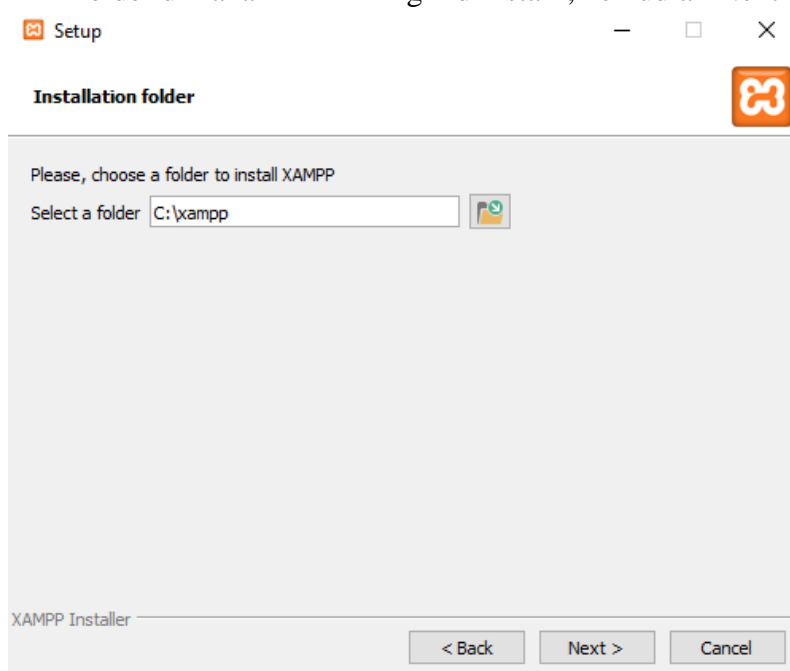 Setup
Installation folder
Please, choose a folder to install XAMPP
Select a folder C:\xampp
XAMPP Installer
< Back Next > Cancel